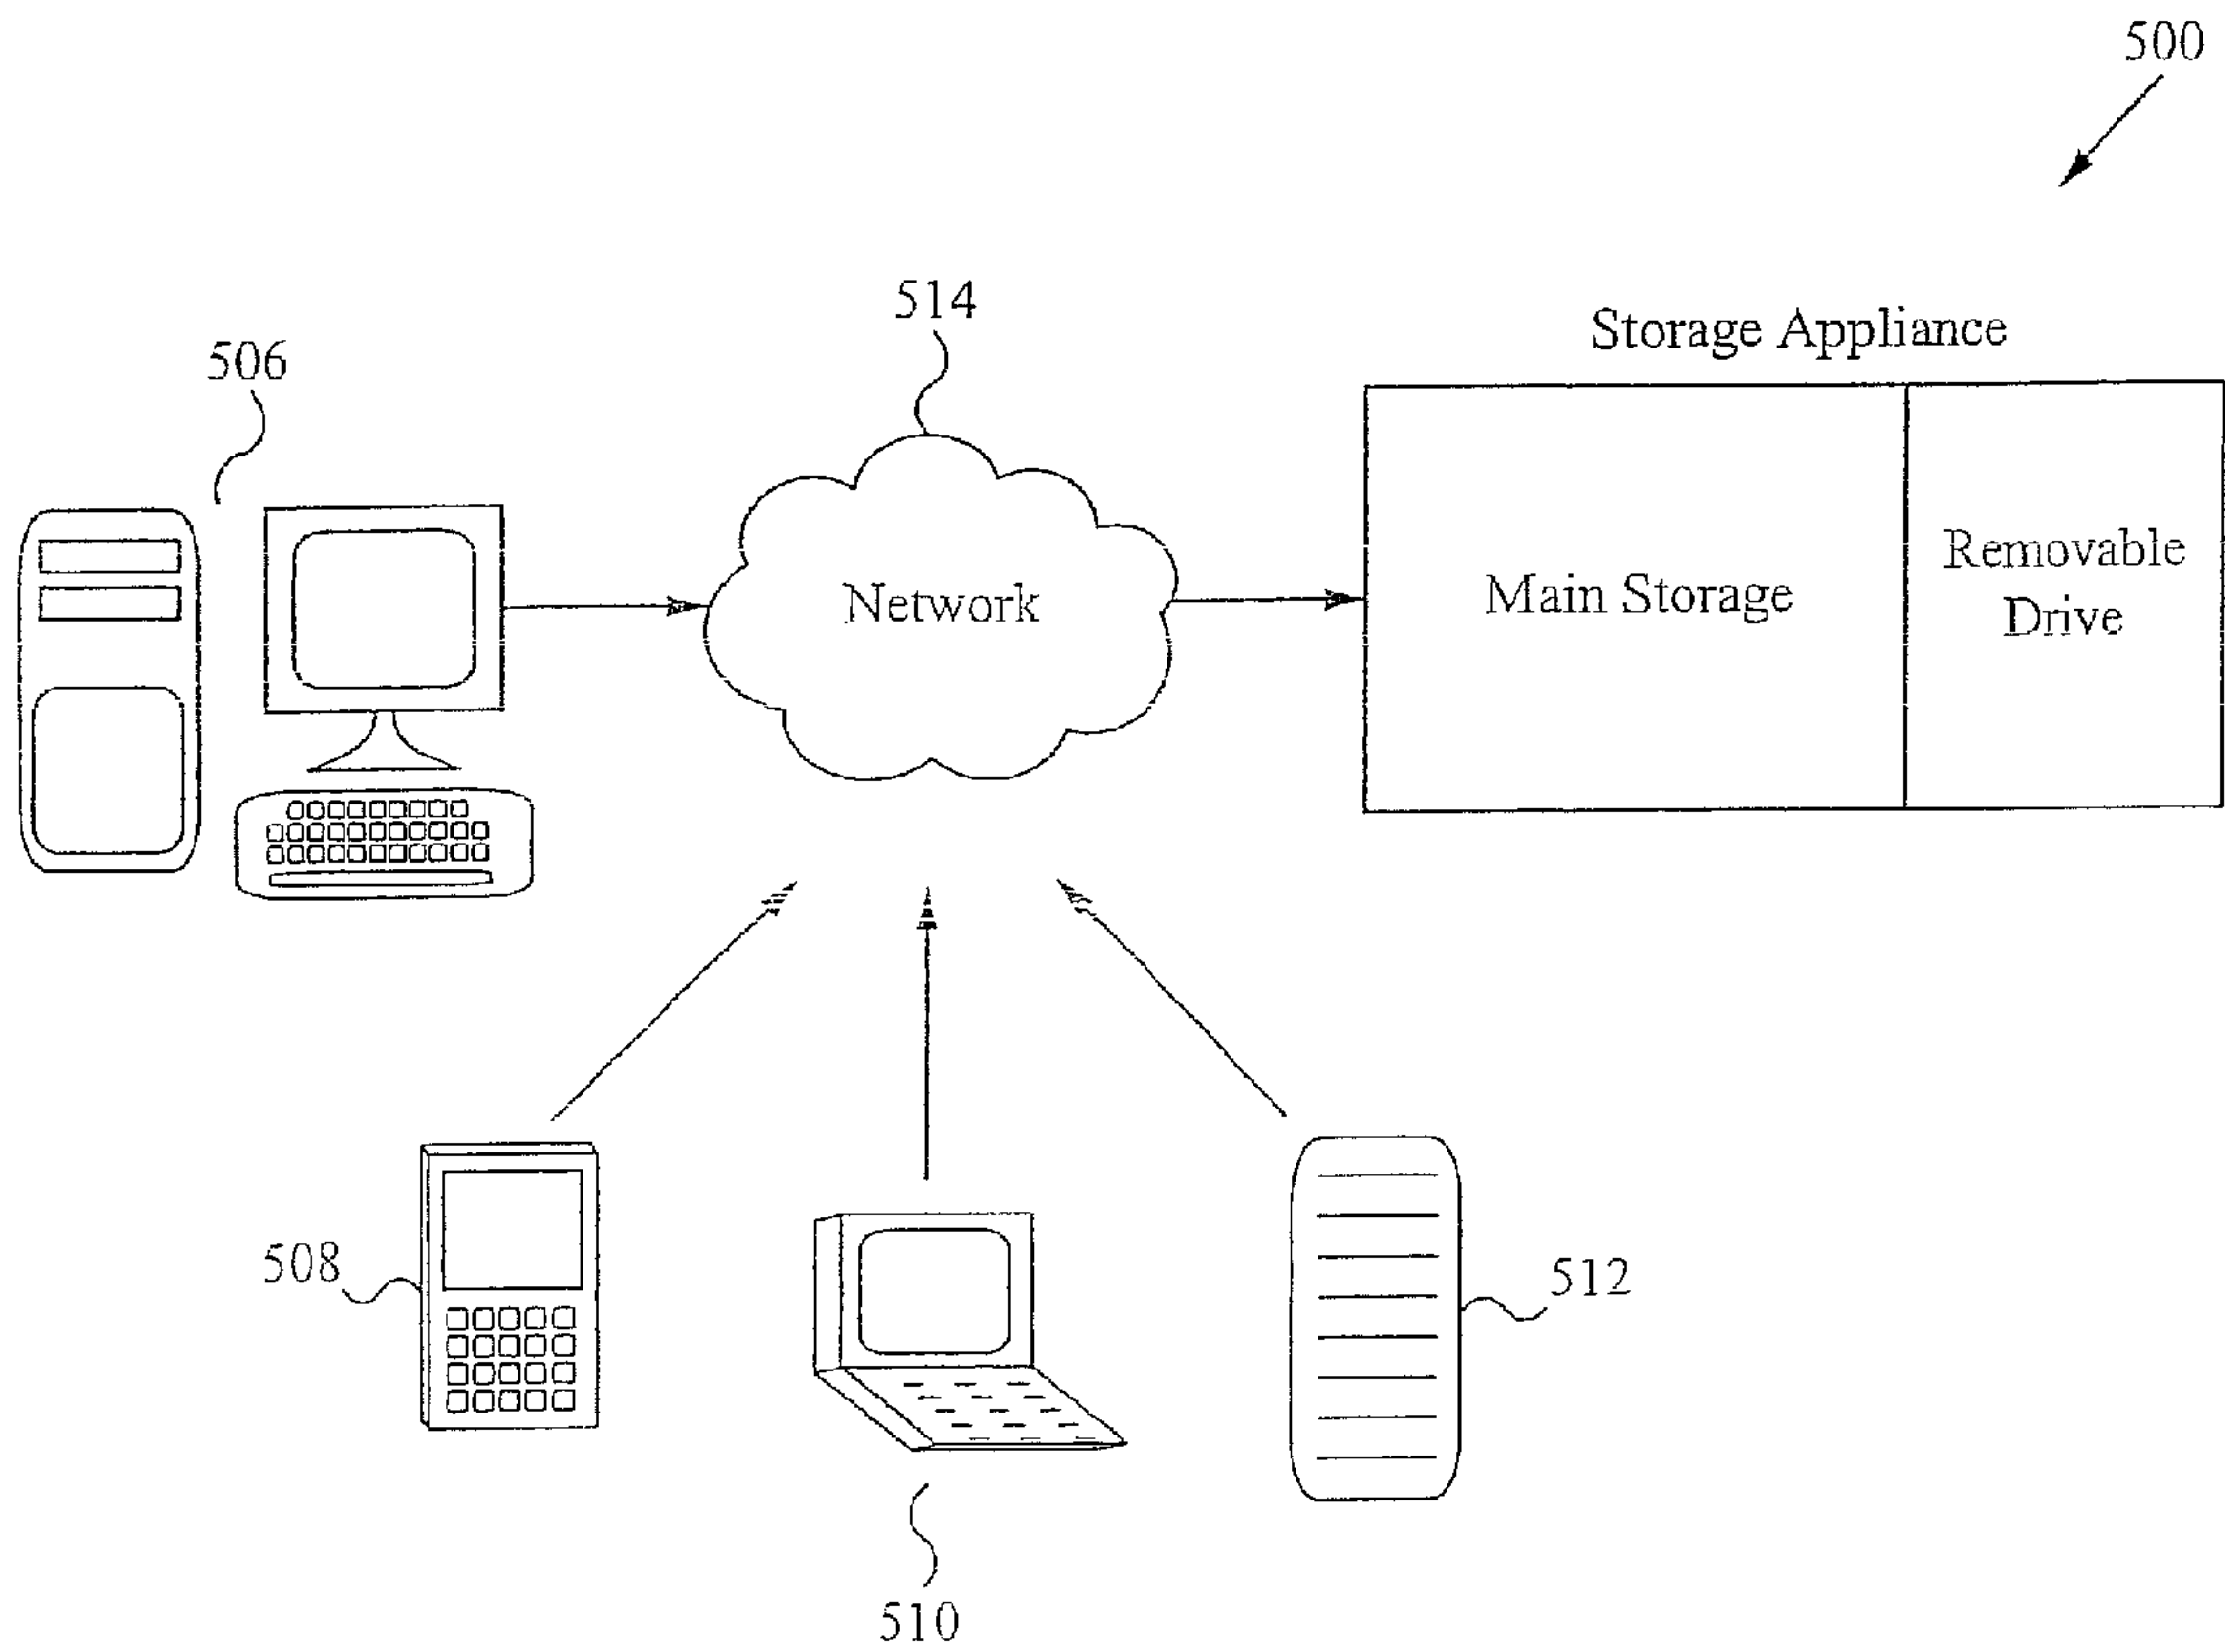 500
514
Storage Appliance
506
Network
Main Storage
Removable
Drive
508
512
510